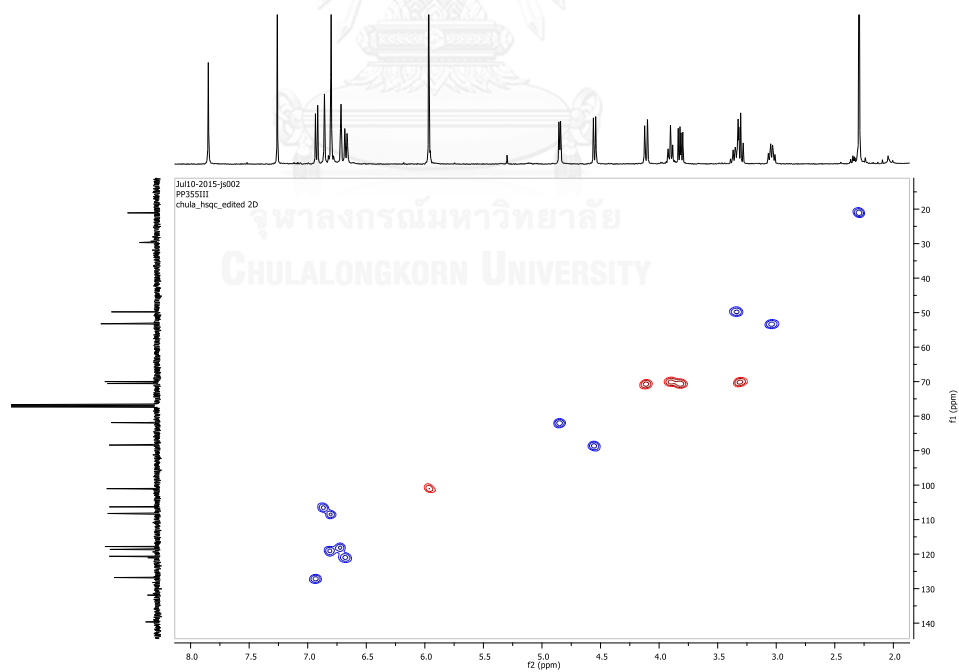 Jul10-2015-js002
PP355III
chula_hsqc_edited 2D
จุฬาลงกรณ์มหาวิทยาลัย
CHULALONGKORN UNIVERSITY
20
30
40
50
60
70
80
90
100
110
120
130
140
f1 (ppm)
8.0 7.0 6.5 6.0 5.5 5.0 4.5 4.0 3.5 3.0 2.5 2.0
f2 (ppm)